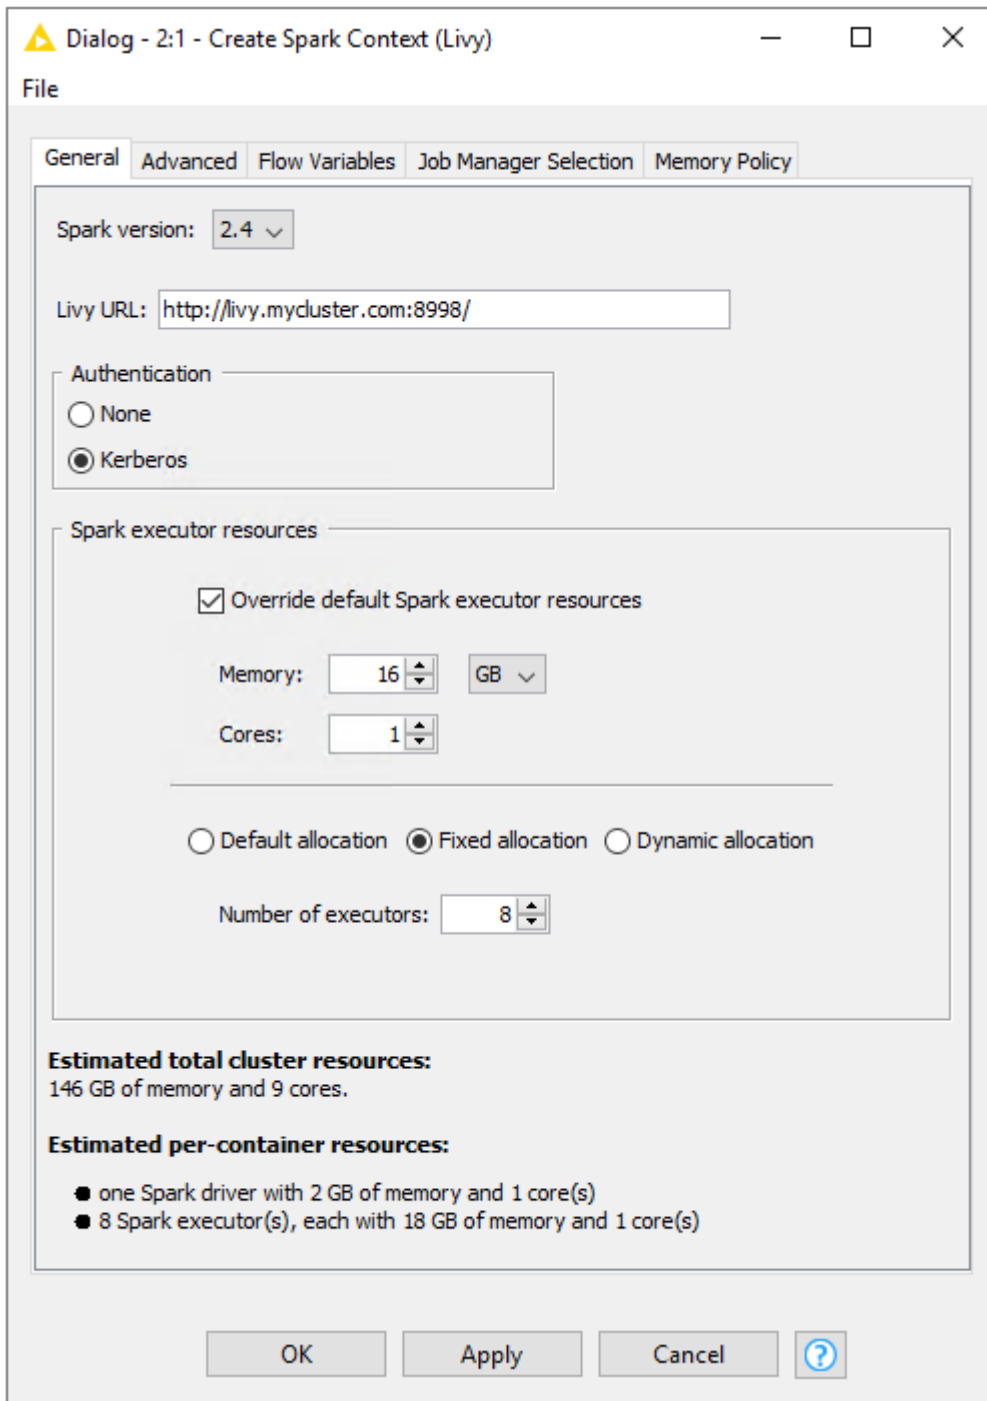 Dialog - 2:1 - Create Spark Context (Livy)
File
General Advanced Flow Variables Job Manager Selection Memory Policy
Spark version: 2.4
Livy URL: http://livy.mycluster.com:8998/
Authentication
None
Kerberos
Spark executor resources
Override default Spark executor resources
Memory: 16 GB
Cores: 1
Default allocation Fixed allocation Dynamic allocation
Number of executors: 8
Estimated total cluster resources:
146 GB of memory and 9 cores.
Estimated per-container resources:
one Spark driver with 2 GB of memory and 1 core(s)
8 Spark executor(s), each with 18 GB of memory and 1 core(s)
OK Apply Cancel ?